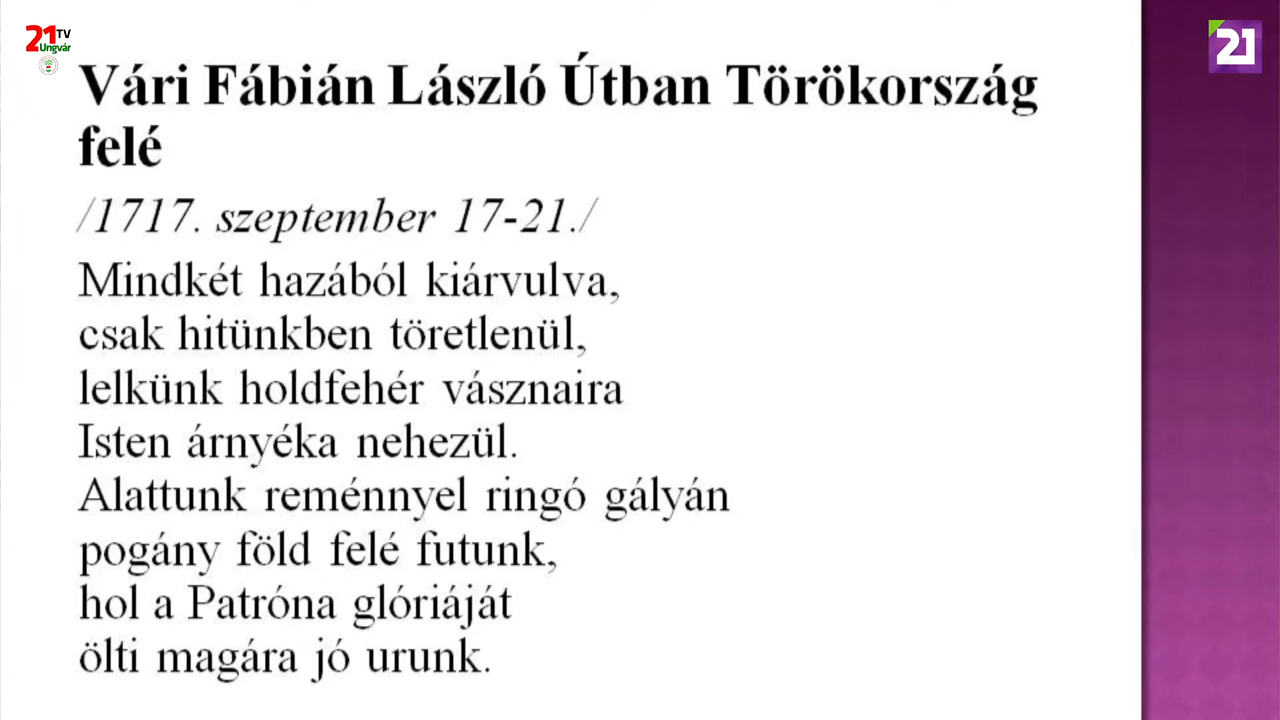 21 TV
Ungvár
21
Vári Fábián László Útban Törökország
felé
/1717. szeptember 17-21./
Mindkét hazából kiárvulva,
csak hitünkben töretlenül,
lelkünk holdfehér vásznaira
Isten árnyéka nehezül.
Alattunk reménnyel ringó gályán
pogány föld felé futunk,
hol a Patróna glóriáját
ölti magára jó urunk.